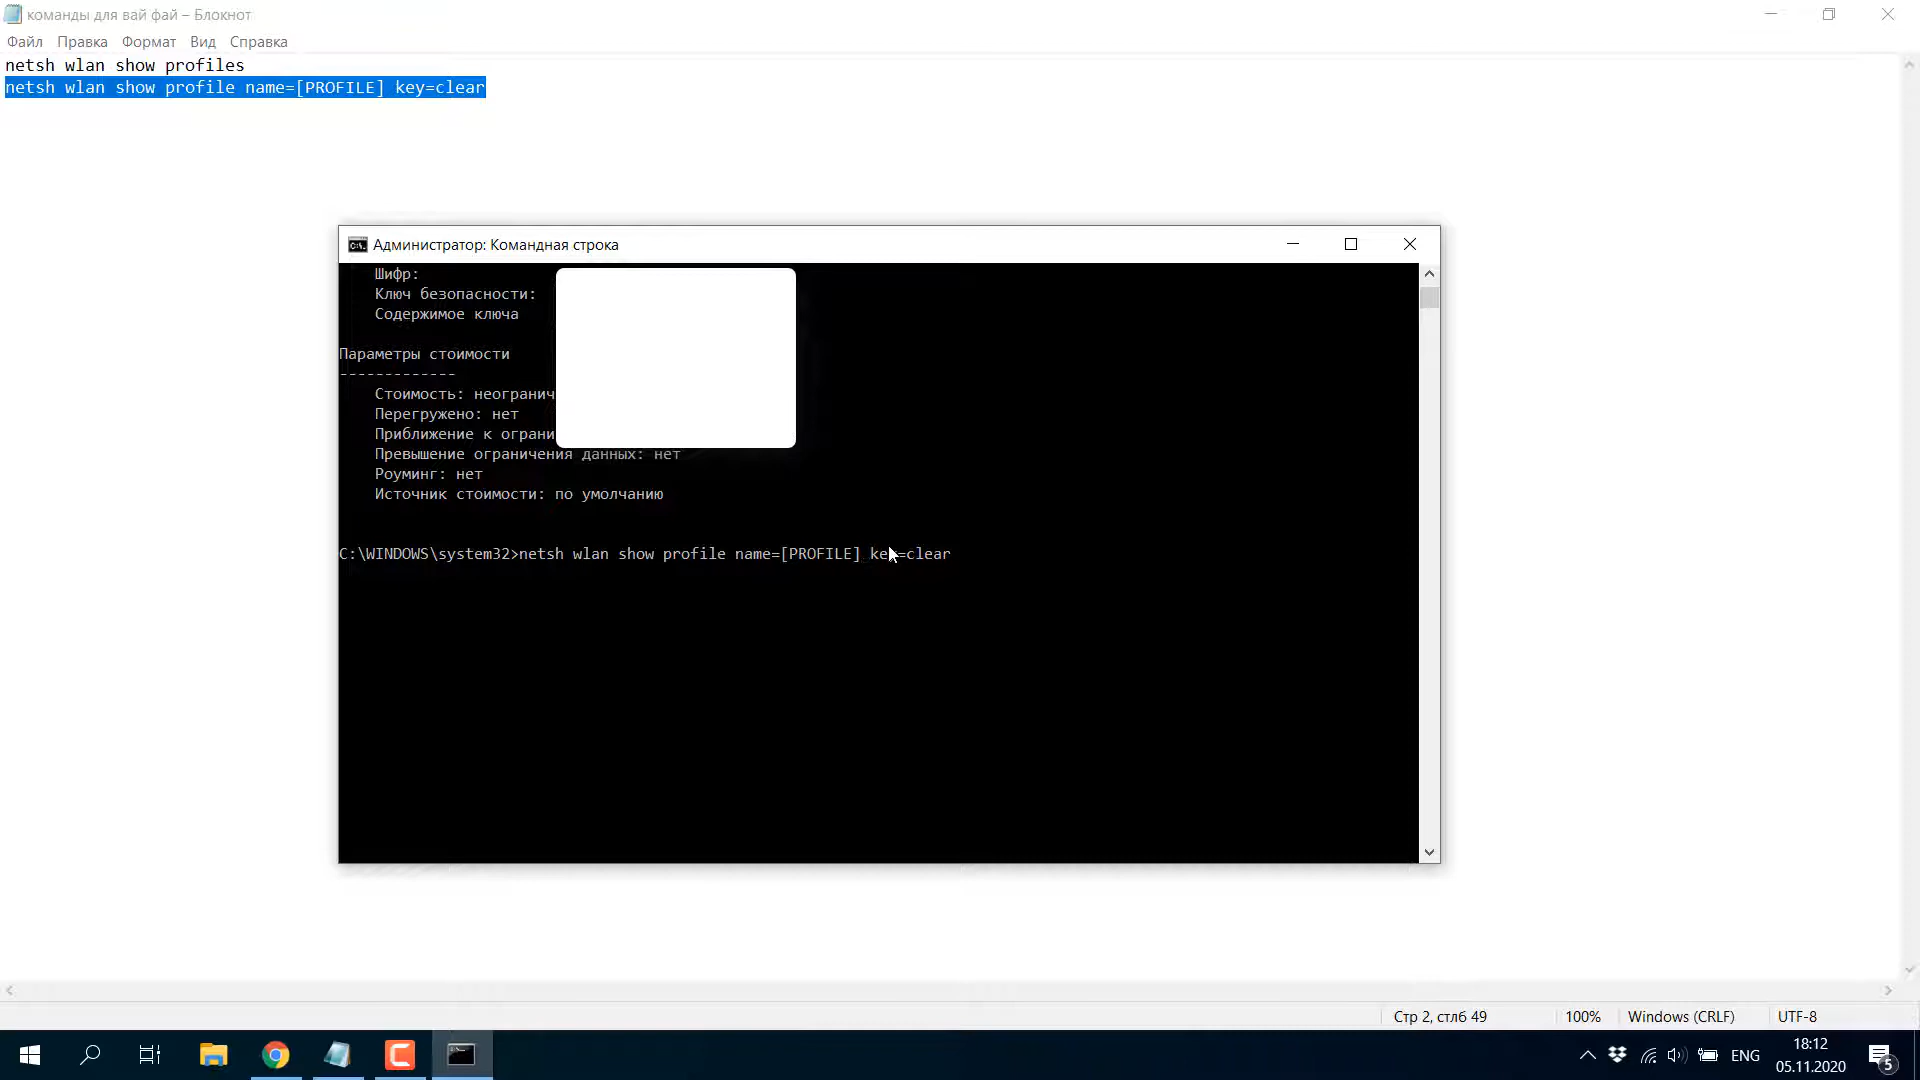 команды для вай фай – Блокнот
Файл Правка Формат Вид Справка
netsh wlan show profiles
netsh wlan show profile name=[PROFILE] key=clear
Администратор: Командная строка
Шифр:
Ключ безопасности:
Содержимое ключа
Параметры стоимости
-------------
Стоимость: неогранич
Перегружено: нет
Приближение к ограни
Превышение ограничения данных: нет
Роуминг: нет
Источник стоимости: по умолчанию
C:\WINDOWS\system32>netsh wlan show profile name=[PROFILE] key=clear
Стр 2, стлб 49 100% Windows (CRLF) UTF-8
ENG
18:12
05.11.2020
5